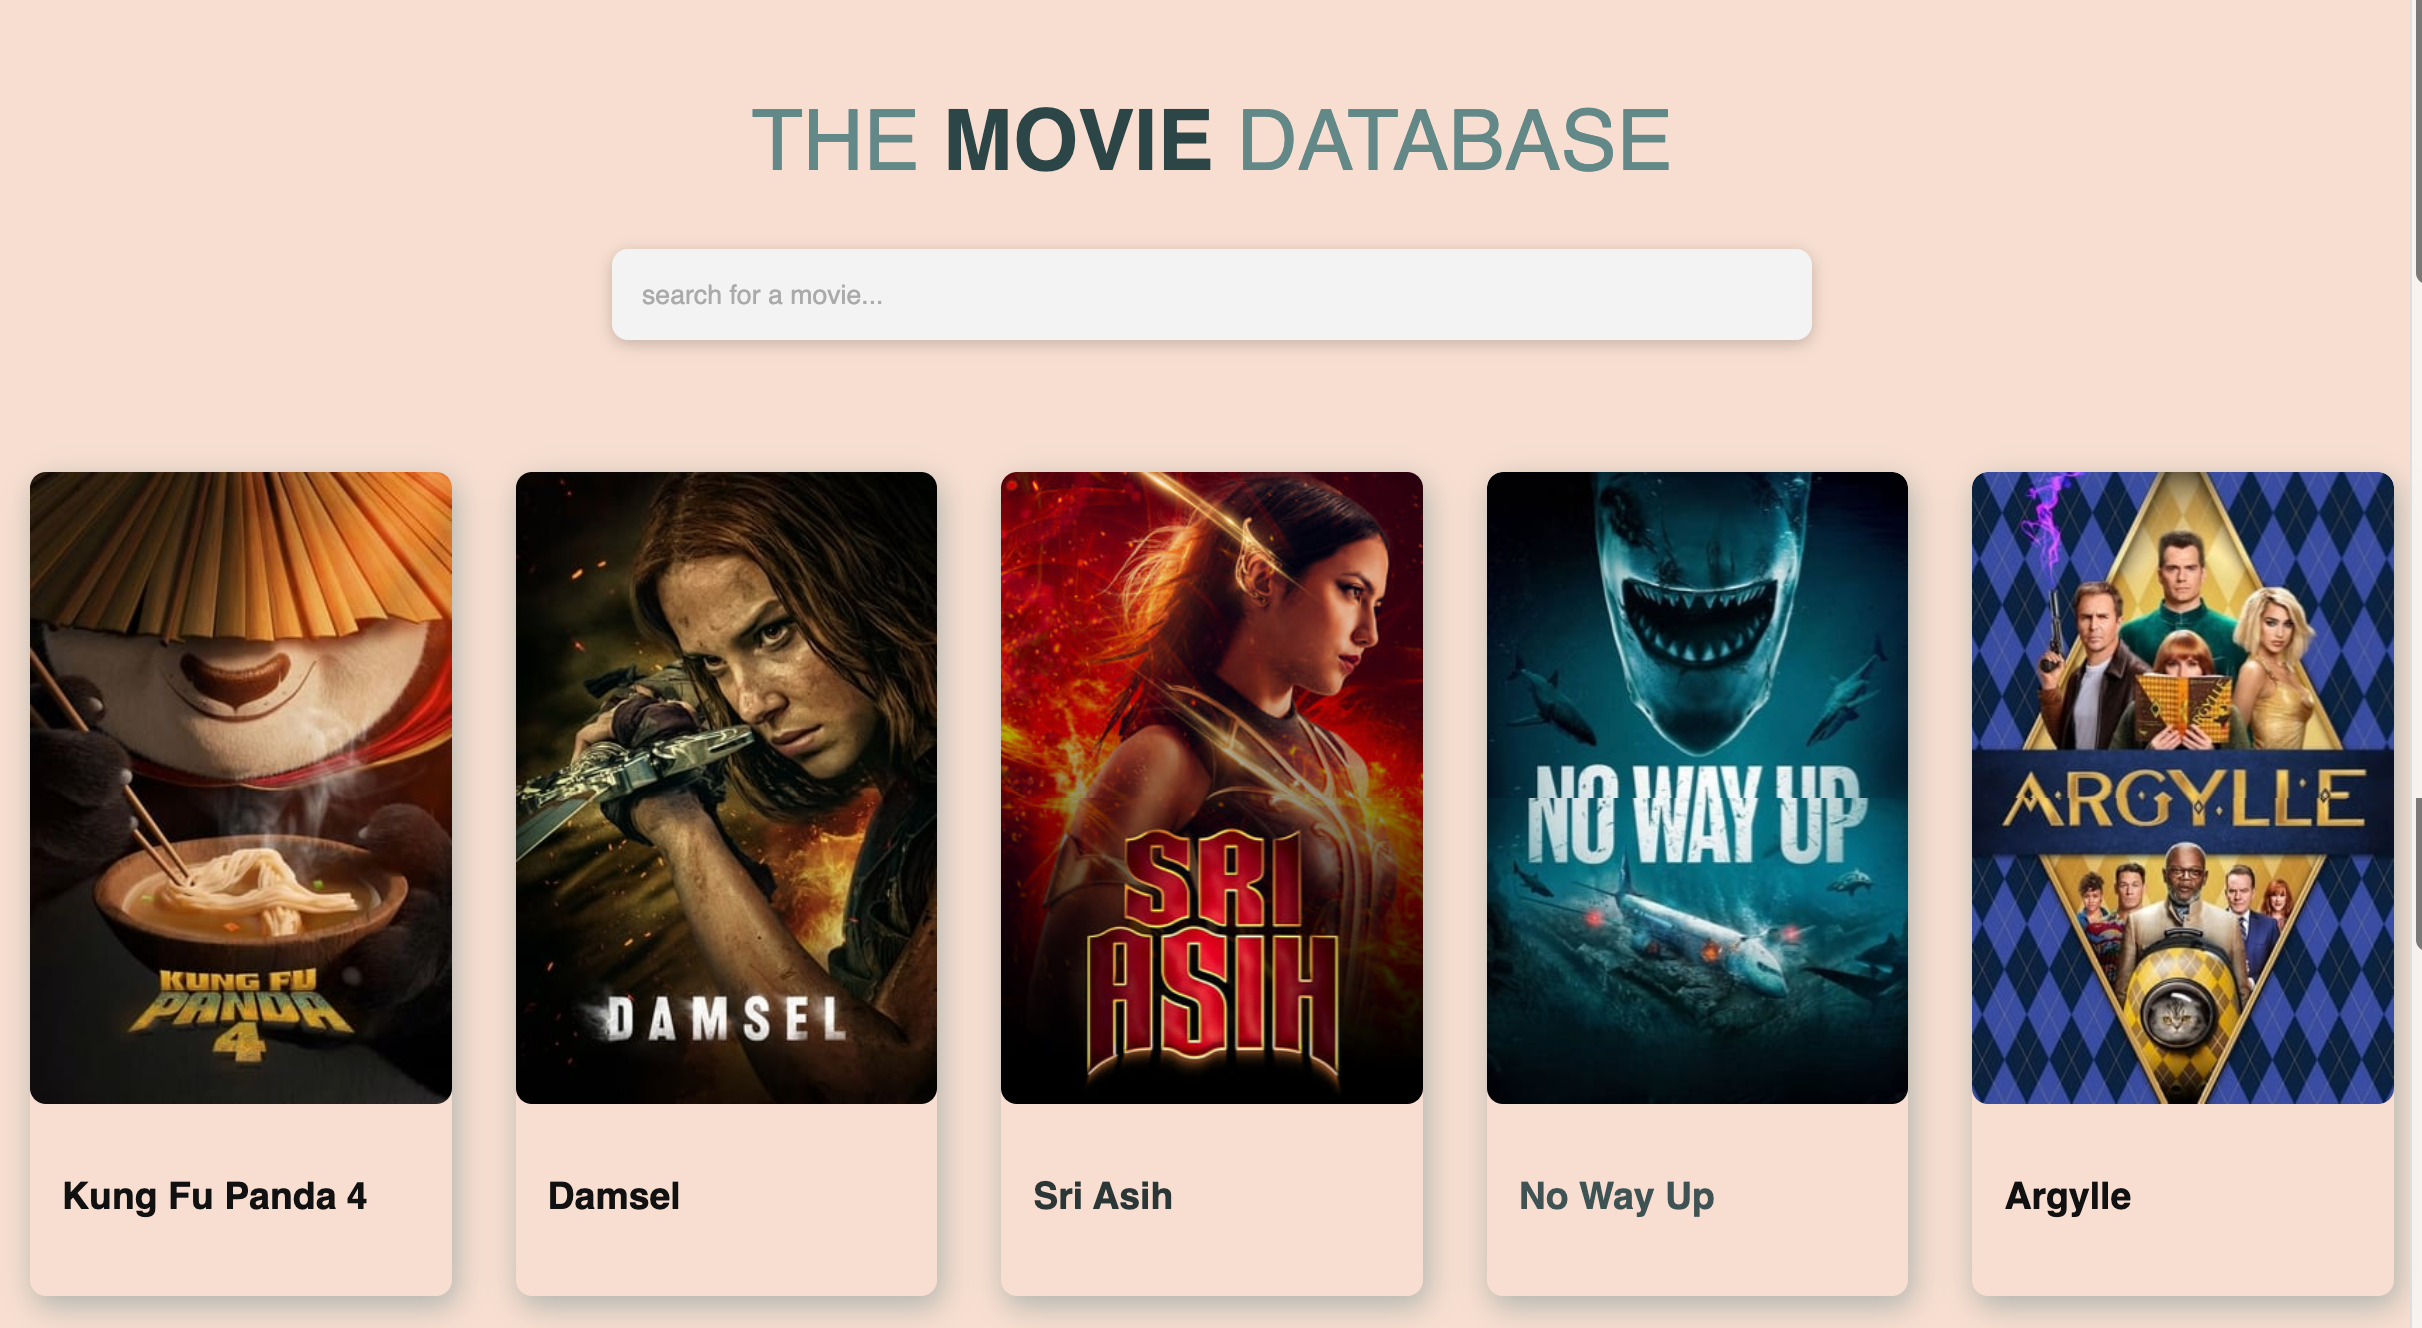 THE MOVIE DATABASE
search for a movie...
KUNG FU
PANDA
4
DAMSEL
SRI
ASIH
NO WAY UP
ARGYLLE
ARGYLLE
Kung Fu Panda 4
Damsel
Sri Asih
No Way Up
Argylle